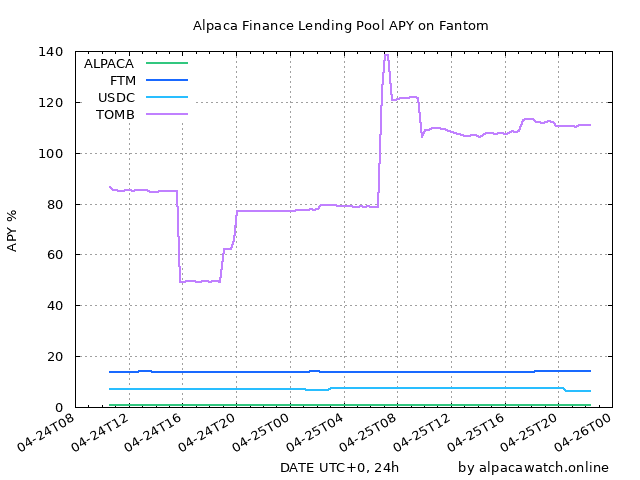 Alpaca Finance Lending Pool APY on Fantom
140
120
100
80
60
40
20
0
APY %
ALPACA
FTM
USDC
TOMB
04-24T08
04-24T12
04-24T16
04-24T20
04-25T00
04-25T04
04-25T08
04-25T12
04-25T16
04-25T20
04-26T00
DATE UTC+0, 24h
by alpacawatch.online